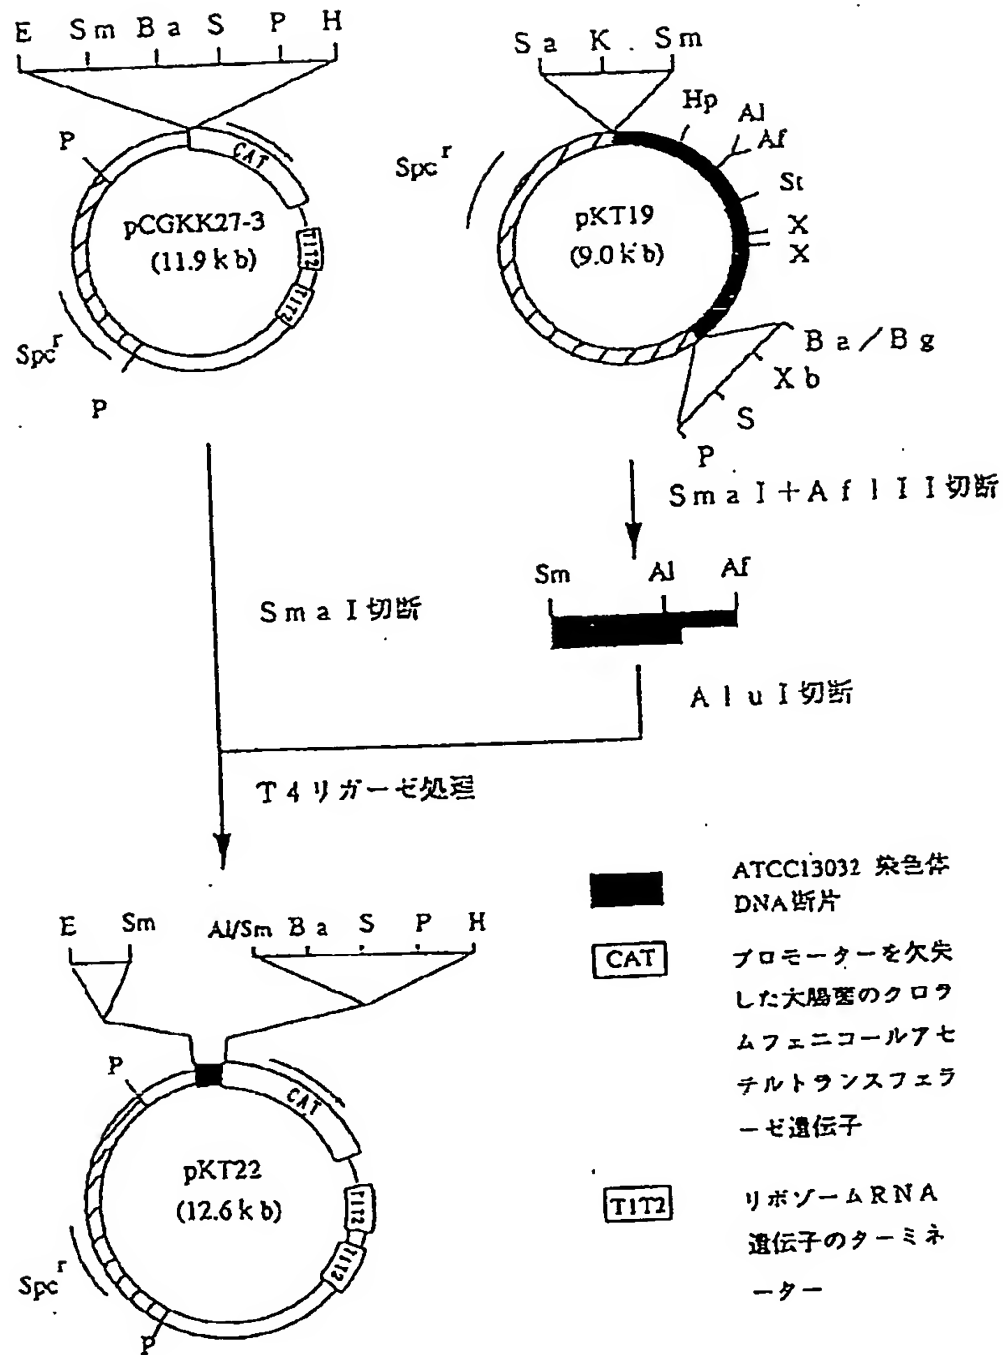 E Sm Ba S P H
P
CAT
pCGKK27-3
(11.9 kb)
T1T2
T1T2
Spc r
P
Sa K Sm
Hp
Al
Af
St
X
X
Spc r
pKT19
(9.0 kb)
Ba/Bg
Xb
S
P
SmaI+AflII切断
Sm Al Af
SmaI切断
AluI切断
T4リガーゼ処理
E Sm Al/Sm Ba S P H
P
CAT
pKT22
(12.6 kb)
T1T2
T1T2
Spc r
P
ATCC13032 染色体
DNA断片
CAT
プロモーターを欠失
した大腸菌のクロラ
ムフェニコールアセ
チルトランスフェラ
ーゼ遺伝子
T1T2
リボゾームRNA
遺伝子のターミネ
ーター